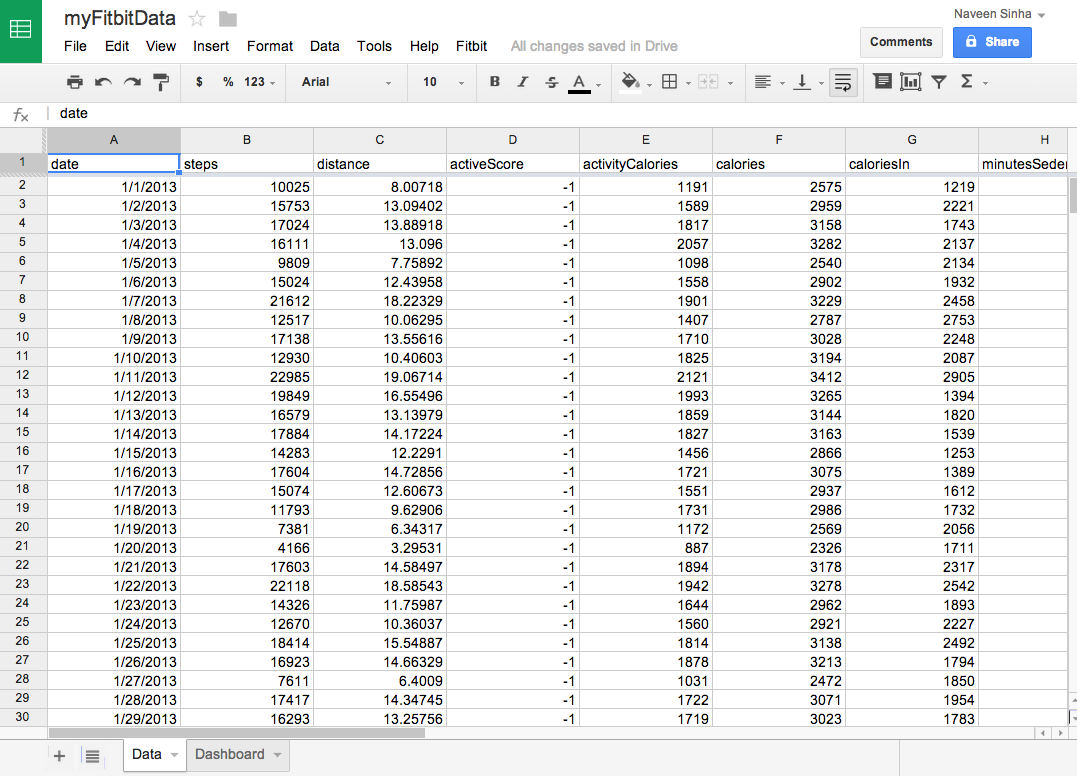 myFitbitData Naveen Sinha
File Edit View Insert Format Data Tools Help Fitbit All changes saved in Drive Comments Share
$ % 123 Arial 10 B I S A Σ
fx date
A B C D E F G H
1 date steps distance activeScore activityCalories calories caloriesIn minutesSeder
2 1/1/2013 10025 8.00718 -1 1191 2575 1219
3 1/2/2013 15753 13.09402 -1 1589 2959 2221
4 1/3/2013 17024 13.88918 -1 1817 3158 1743
5 1/4/2013 16111 13.096 -1 2057 3282 2137
6 1/5/2013 9809 7.75892 -1 1098 2540 2134
7 1/6/2013 15024 12.43958 -1 1558 2902 1932
8 1/7/2013 21612 18.22329 -1 1901 3229 2458
9 1/8/2013 12517 10.06295 -1 1407 2787 2753
10 1/9/2013 17138 13.55616 -1 1710 3028 2248
11 1/10/2013 12930 10.40603 -1 1825 3194 2087
12 1/11/2013 22985 19.06714 -1 2121 3412 2905
13 1/12/2013 19849 16.55496 -1 1993 3265 1394
14 1/13/2013 16579 13.13979 -1 1859 3144 1820
15 1/14/2013 17884 14.17224 -1 1827 3163 1539
16 1/15/2013 14283 12.2291 -1 1456 2866 1253
17 1/16/2013 17604 14.72856 -1 1721 3075 1389
18 1/17/2013 15074 12.60673 -1 1551 2937 1612
19 1/18/2013 11793 9.62906 -1 1731 2986 1732
20 1/19/2013 7381 6.34317 -1 1172 2569 2056
21 1/20/2013 4166 3.29531 -1 887 2326 1711
22 1/21/2013 17603 14.58497 -1 1894 3178 2317
23 1/22/2013 22118 18.58543 -1 1942 3278 2542
24 1/23/2013 14326 11.75987 -1 1644 2962 1893
25 1/24/2013 12670 10.36037 -1 1560 2921 2227
26 1/25/2013 18414 15.54887 -1 1814 3138 2492
27 1/26/2013 16923 14.66329 -1 1878 3213 1794
28 1/27/2013 7611 6.4009 -1 1031 2472 1850
29 1/28/2013 17417 14.34745 -1 1722 3071 1954
30 1/29/2013 16293 13.25756 -1 1719 3023 1783
Data Dashboard